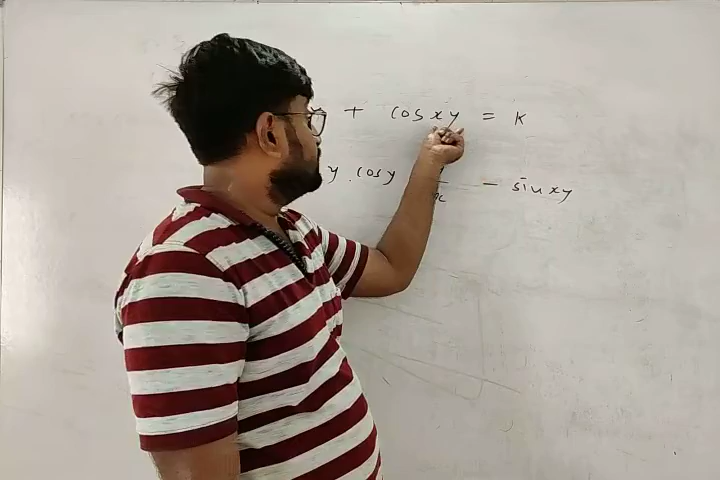 y + cos xy = K
y . cos y - sin xy